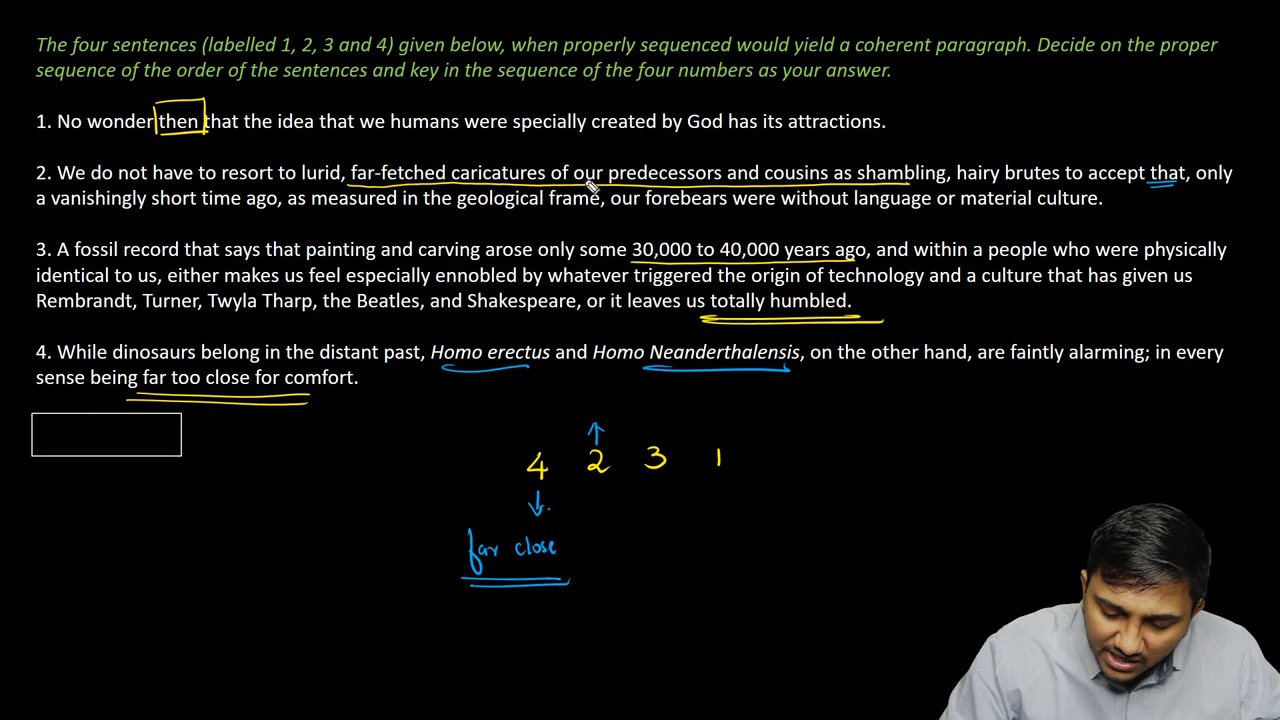 The four sentences (labelled 1, 2, 3 and 4) given below, when properly sequenced would yield a coherent paragraph. Decide on the proper
sequence of the order of the sentences and key in the sequence of the four numbers as your answer.
1. No wonder then that the idea that we humans were specially created by God has its attractions.
2. We do not have to resort to lurid, far-fetched caricatures of our predecessors and cousins as shambling, hairy brutes to accept that, only
a vanishingly short time ago, as measured in the geological frame, our forebears were without language or material culture.
3. A fossil record that says that painting and carving arose only some 30,000 to 40,000 years ago, and within a people who were physically
identical to us, either makes us feel especially ennobled by whatever triggered the origin of technology and a culture that has given us
Rembrandt, Turner, Twyla Tharp, the Beatles, and Shakespeare, or it leaves us totally humbled.
4. While dinosaurs belong in the distant past, Homo erectus and Homo Neanderthalensis, on the other hand, are faintly alarming; in every
sense being far too close for comfort.
4 2 3 1
far close